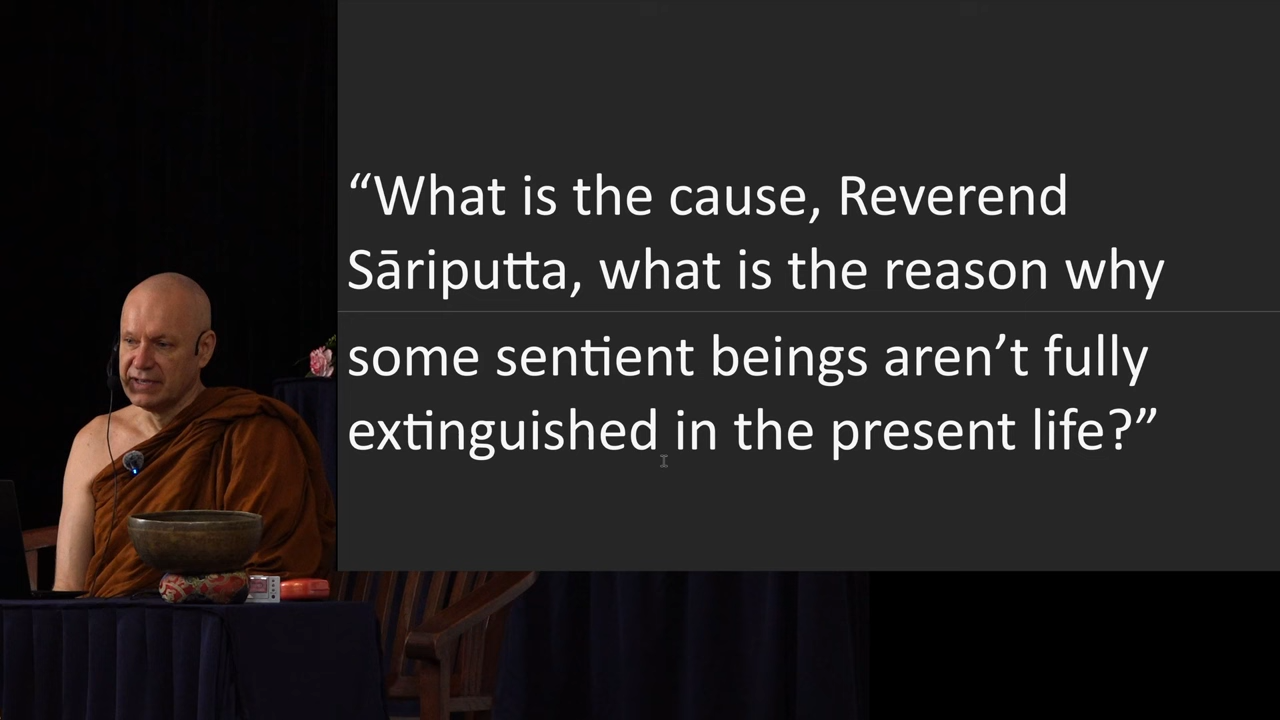 “What is the cause, Reverend
Sāriputta, what is the reason why
some sentient beings aren’t fully
extinguished in the present life?”